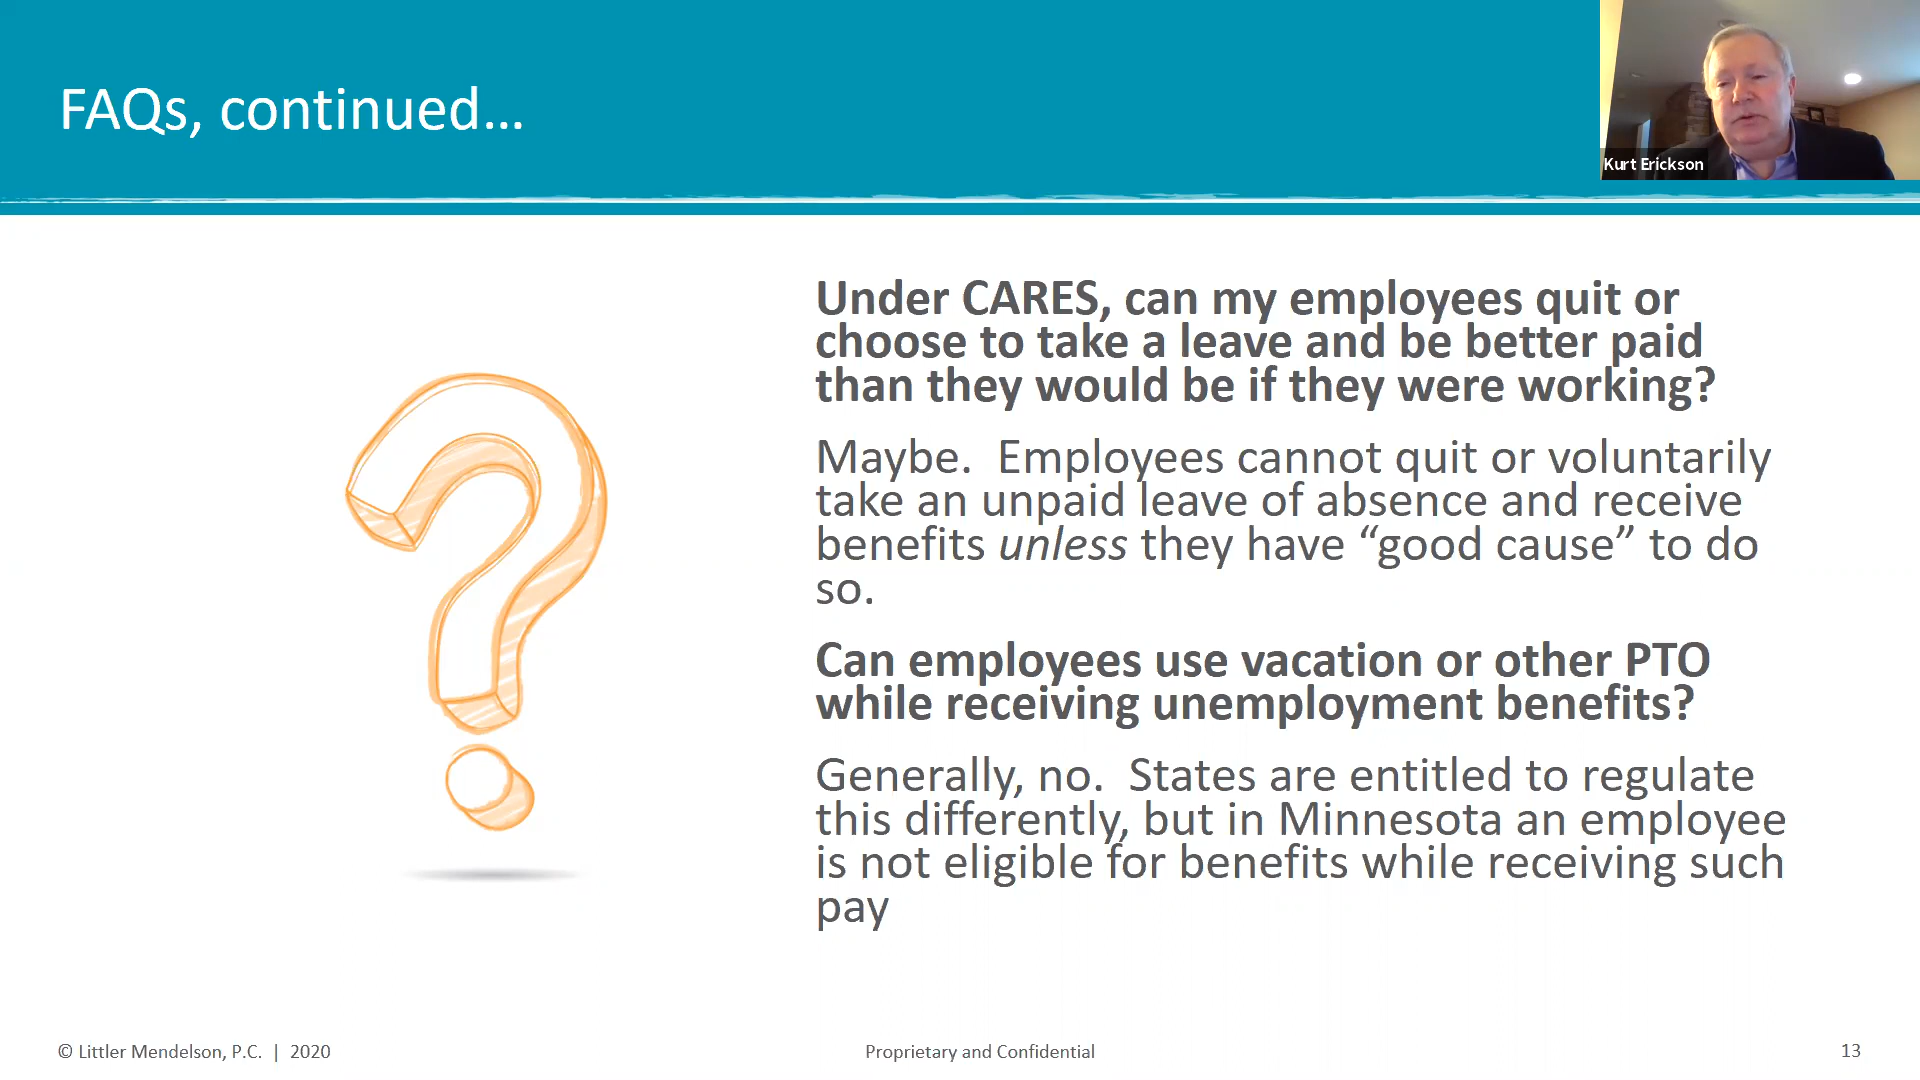 FAQs, continued...
Kurt Erickson
Under CARES, can my employees quit or
choose to take a leave and be better paid
than they would be if they were working?
Maybe.  Employees cannot quit or voluntarily
take an unpaid leave of absence and receive
benefits unless they have “good cause” to do
so.
Can employees use vacation or other PTO
while receiving unemployment benefits?
Generally, no.  States are entitled to regulate
this differently, but in Minnesota an employee
is not eligible for benefits while receiving such
pay
© Littler Mendelson, P.C.  |  2020
Proprietary and Confidential
13